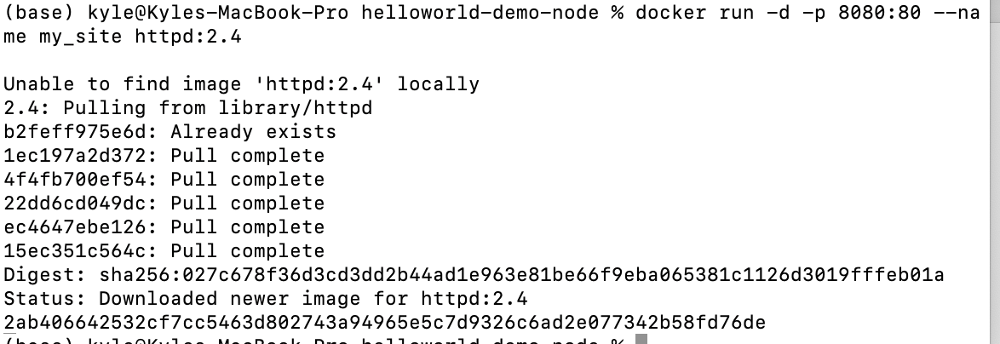 (base) kyle@Kyles-MacBook-Pro helloworld-demo-node % docker run -d -p 8080:80 --na
me my_site httpd:2.4
Unable to find image 'httpd:2.4' locally
2.4: Pulling from library/httpd
b2feff975e6d: Already exists
1ec197a2d372: Pull complete
4f4fb700ef54: Pull complete
22dd6cd049dc: Pull complete
ec4647ebe126: Pull complete
15ec351c564c: Pull complete
Digest: sha256:027c678f36d3cd3dd2b44ad1e963e81be66f9eba065381c1126d3019fffeb01a
Status: Downloaded newer image for httpd:2.4
2ab406642532cf7cc5463d802743a94965e5c7d9326c6ad2e077342b58fd76de
(base) kyle@Kyles-MacBook-Pro helloworld-demo-node %